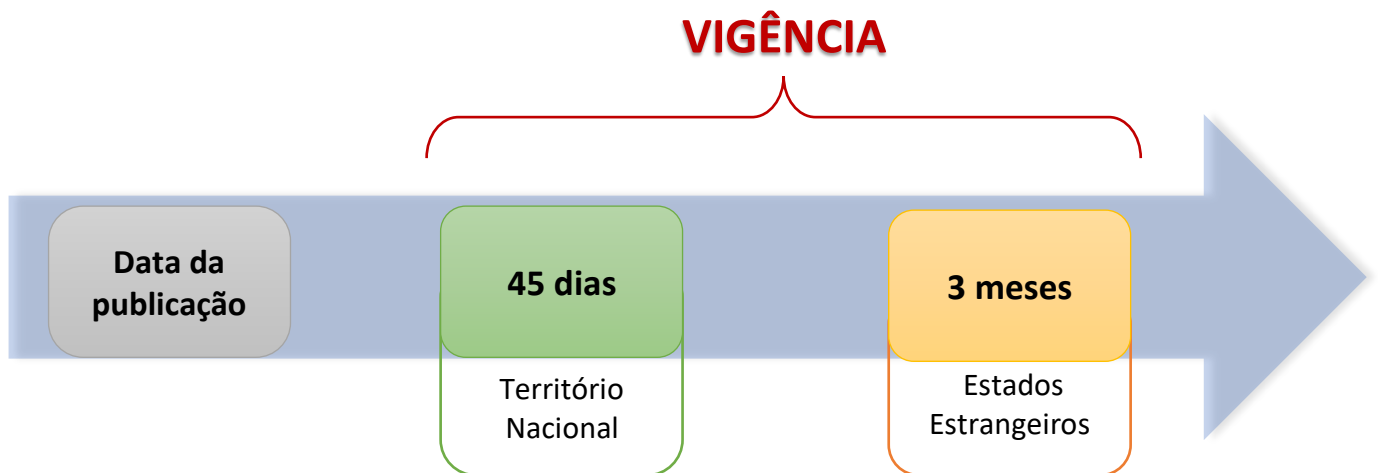 VIGÊNCIA
Data da
publicação
45 dias
Território
Nacional
3 meses
Estados
Estrangeiros